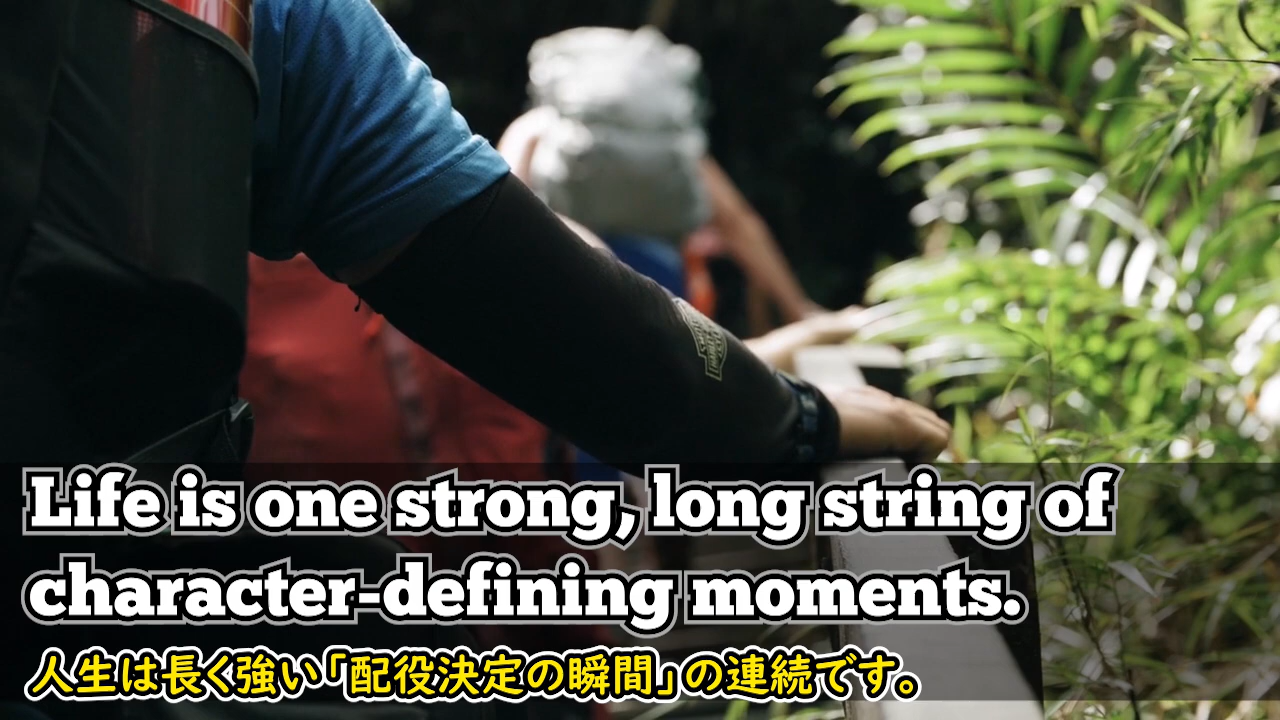 Life is one strong, long string of
character-defining moments.
人生は長く強い「配役決定の瞬間」の連続です。